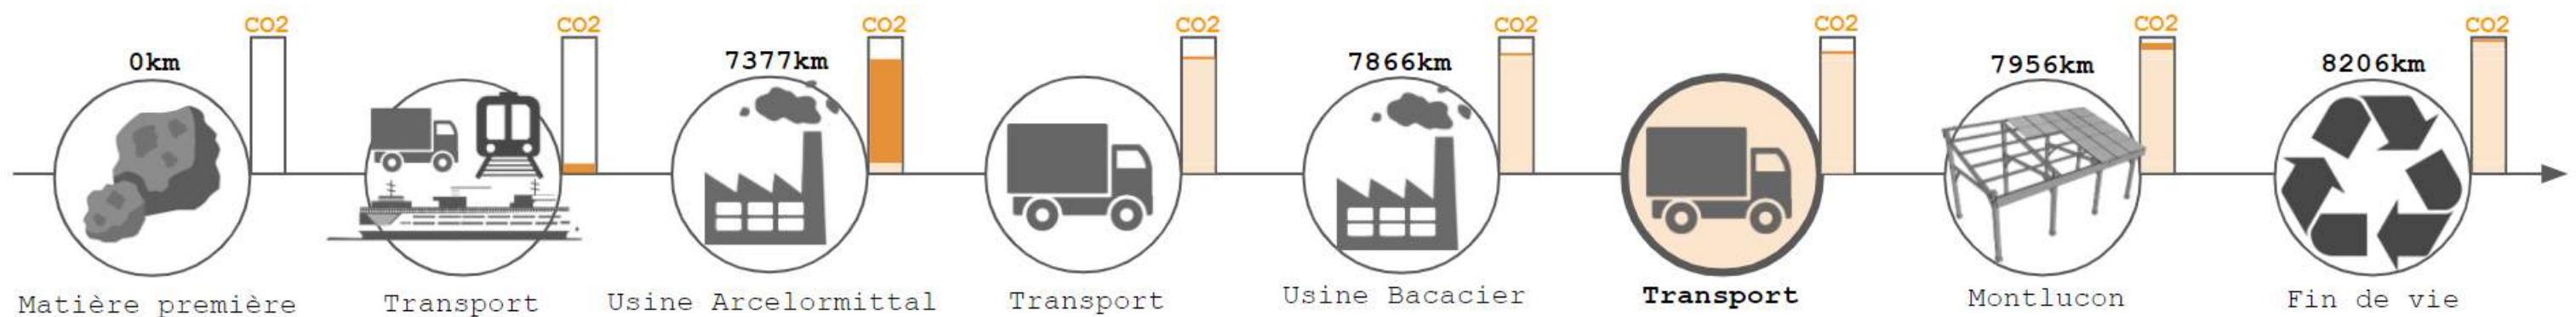 CO2 CO2 CO2 CO2 CO2 CO2 CO2 CO2
0km 7377km 7866km 7956km 8206km
Matière première Transport Usine Arcelormittal Transport Usine Bacacier Transport Montlucon Fin de vie